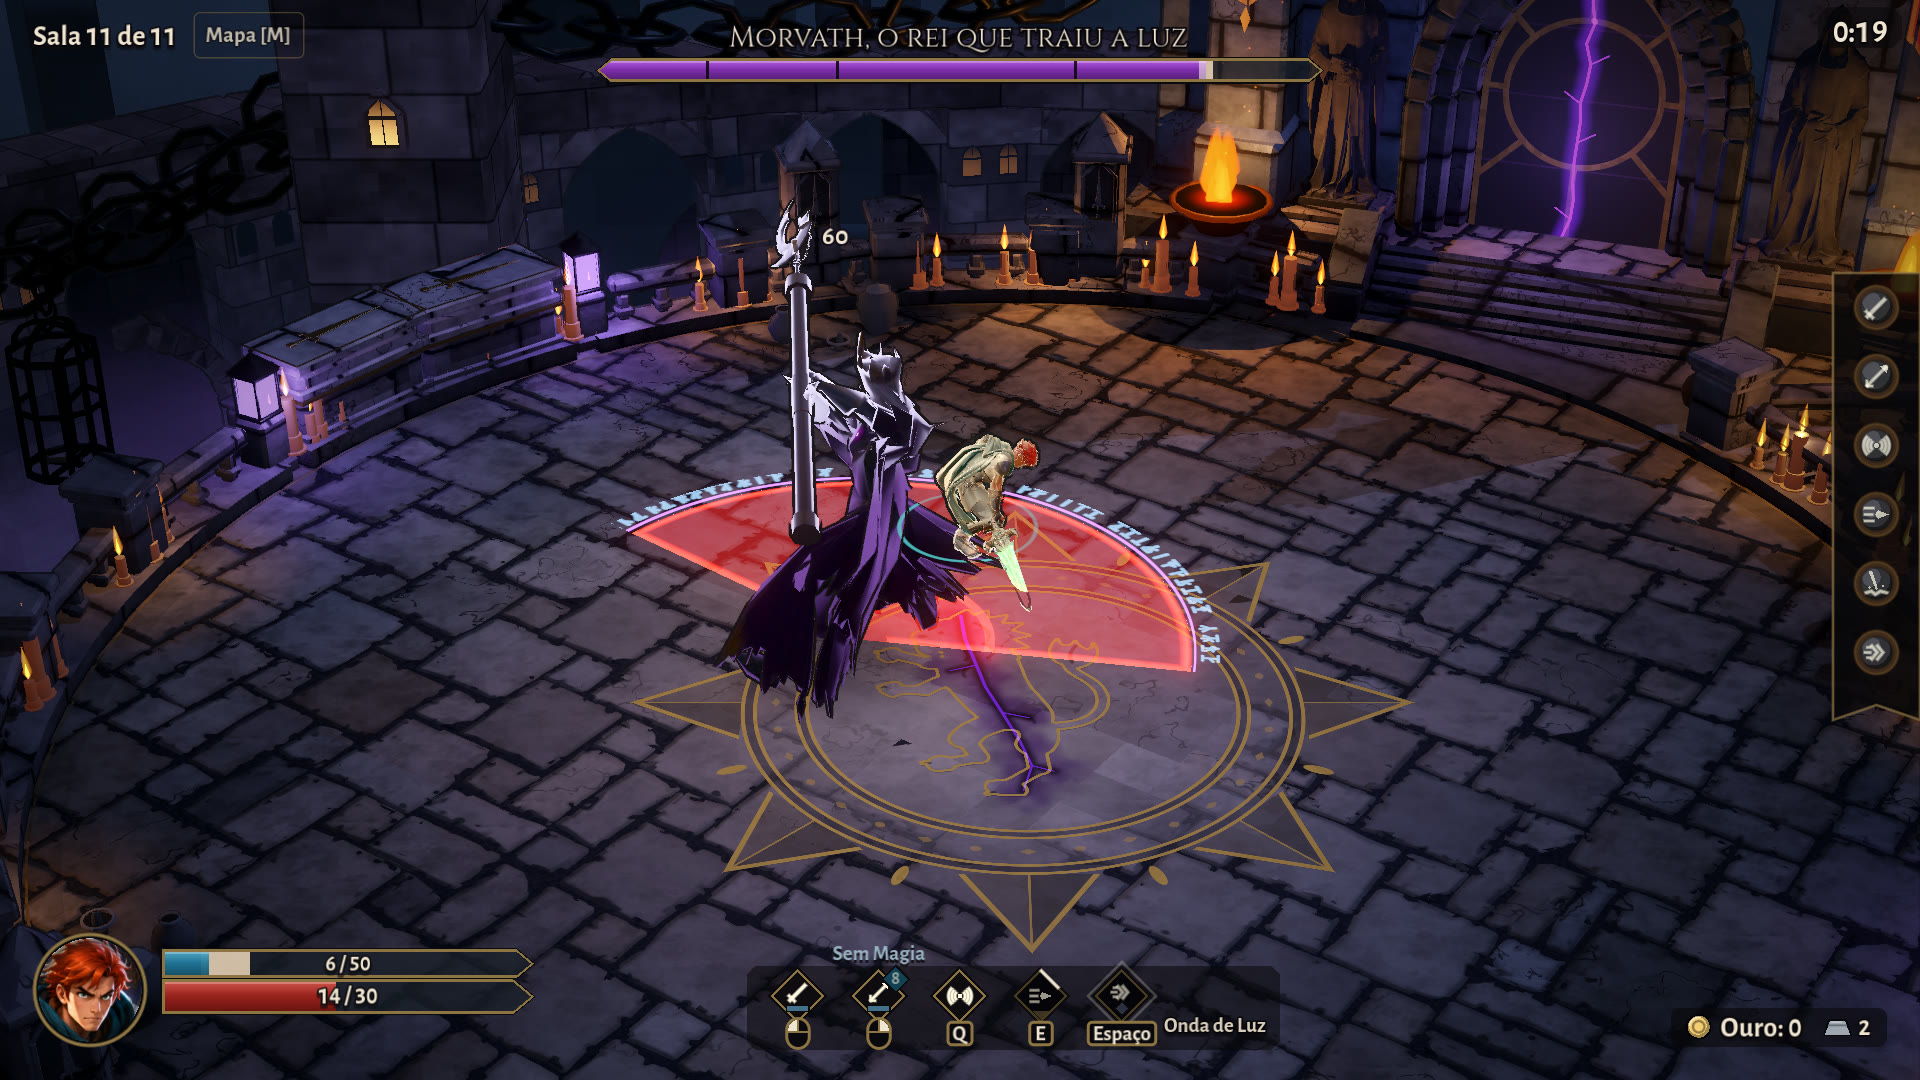 Sala 11 de 11
Mapa [M]
Morvath, o rei que traiu a luz
0:19
60
6/50
14/30
Sem Magia
8
Q
E
Espaço
Onda de Luz
Ouro: 0
2